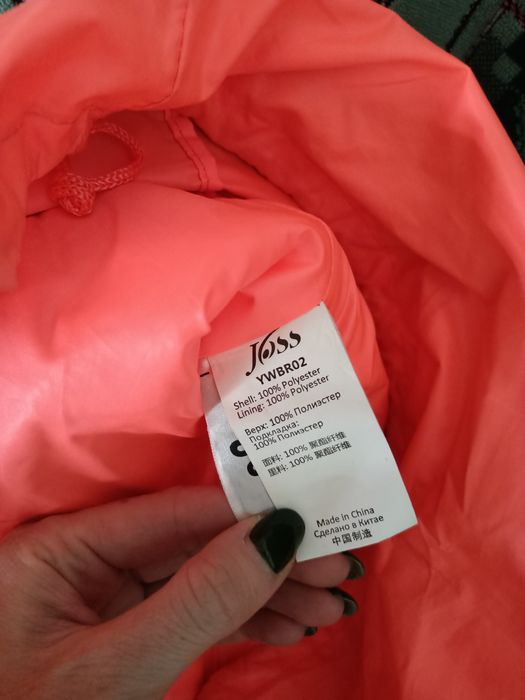 Joss
YWBR02
Shell: 100% Polyester
Lining: 100% Polyester
Верх: 100% Полиэстер
Подкладка:
100% Полиэстер
面料: 100% 聚酯纤维
里料: 100% 聚酯纤维
Made in China
Сделано в Китае
中国制造